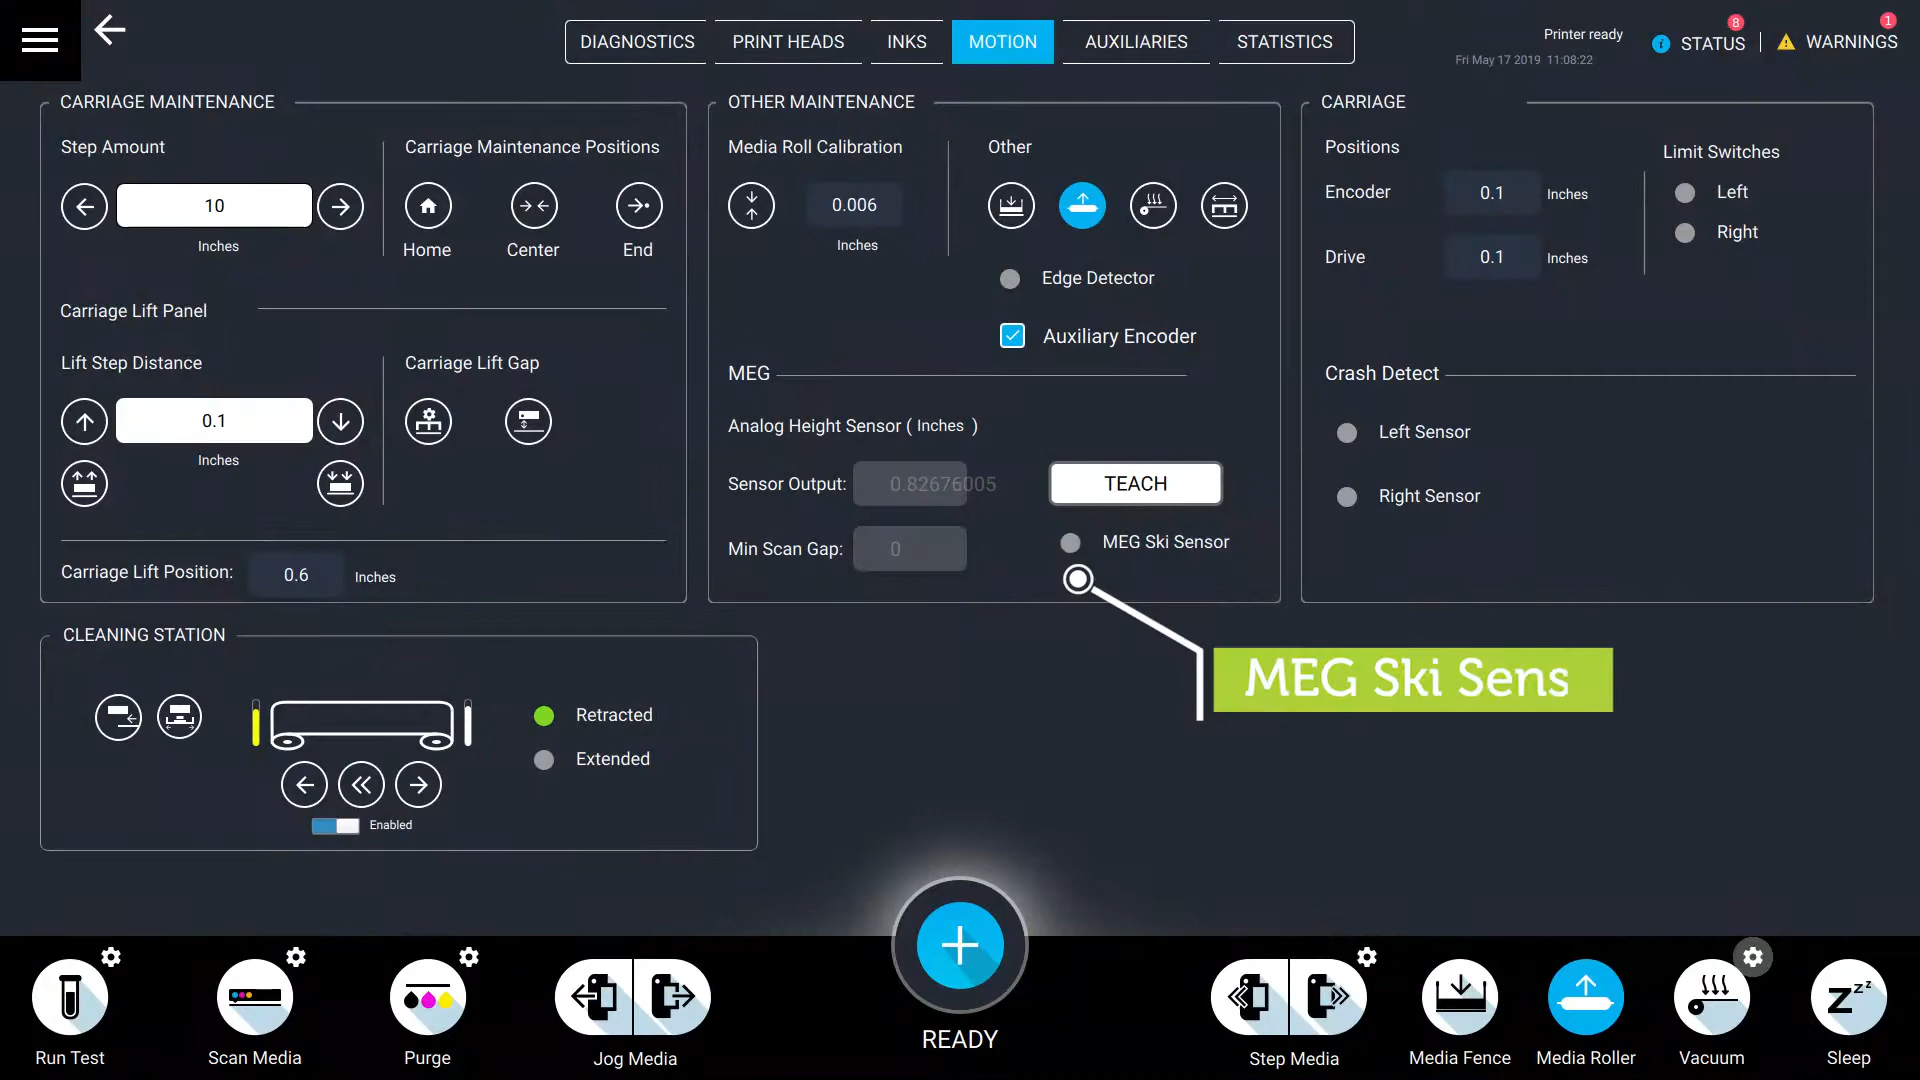 DIAGNOSTICS PRINT HEADS INKS MOTION AUXILIARIES STATISTICS
Printer ready
Fri May 17 2019 11:08:22
8
STATUS
1
WARNINGS
CARRIAGE MAINTENANCE
Step Amount
10
Inches
Carriage Maintenance Positions
Home Center End
Carriage Lift Panel
Lift Step Distance
0.1
Inches
Carriage Lift Gap
Carriage Lift Position: 0.6 Inches
OTHER MAINTENANCE
Media Roll Calibration
0.006
Inches
Other
Edge Detector
Auxiliary Encoder
MEG
Analog Height Sensor ( Inches )
Sensor Output: 0.82676005 TEACH
Min Scan Gap: 0
MEG Ski Sensor
CARRIAGE
Positions
Encoder 0.1 Inches
Drive 0.1 Inches
Limit Switches
Left
Right
Crash Detect
Left Sensor
Right Sensor
MEG Ski Sens
CLEANING STATION
Retracted
Extended
Enabled
READY
Run Test Scan Media Purge Jog Media Step Media Media Fence Media Roller Vacuum Sleep
z z z